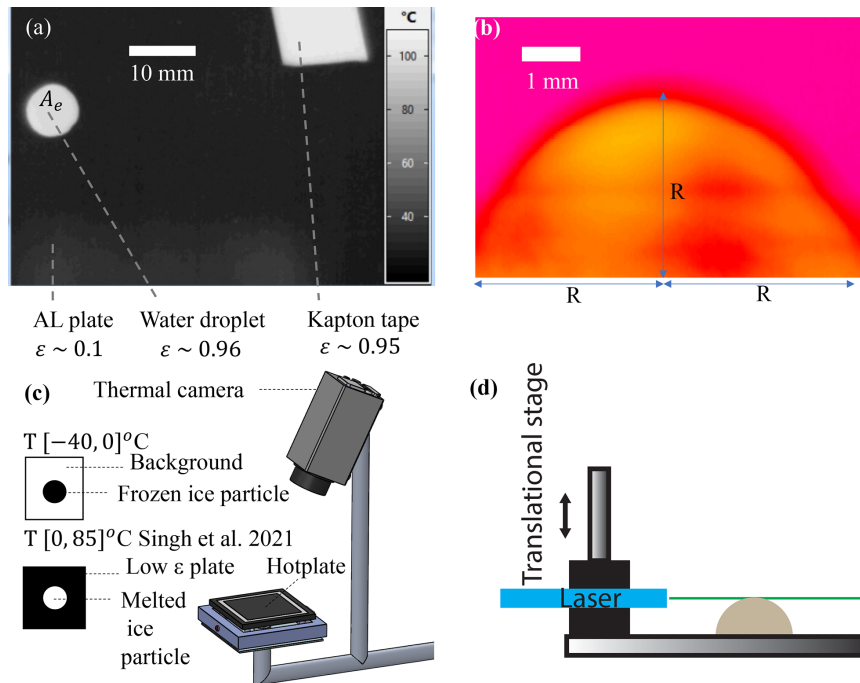 (a)
°C
10 mm
100
80
60
40
A_e
AL plate
ε ~ 0.1
Water droplet
ε ~ 0.96
Kapton tape
ε ~ 0.95
(b)
1 mm
R
R
R
(c)
Thermal camera
T [−40, 0]°C
Background
Frozen ice particle
T [0, 85]°C Singh et al. 2021
Low ε plate
Hotplate
Melted
ice
particle
(d)
Translational stage
Laser